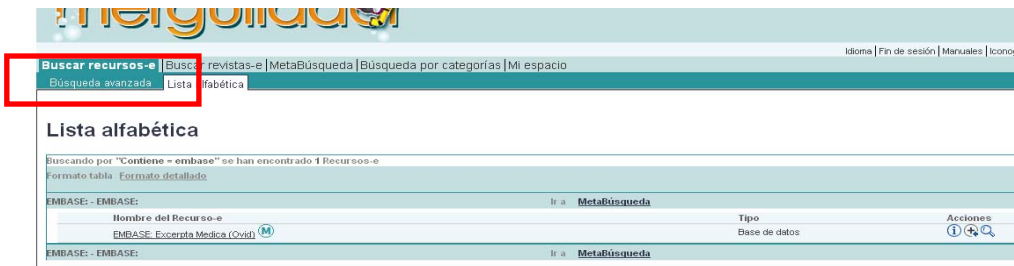 mergullador
Idioma | Fin de sesión | Manuales | Icono
Buscar recursos-e | Buscar revistas-e | MetaBúsqueda | Búsqueda por categorías | Mi espacio
Búsqueda avanzada Lista alfabética
Lista alfabética
Buscando por "Contiene = embase" se han encontrado 1 Recursos-e
Formato tabla Formato detallado
EMBASE: - EMBASE: Ir a MetaBúsqueda
Nombre del Recurso-e Tipo Acciones
EMBASE: Excerpta Medica (Ovid) M Base de datos
EMBASE: - EMBASE: Ir a MetaBúsqueda